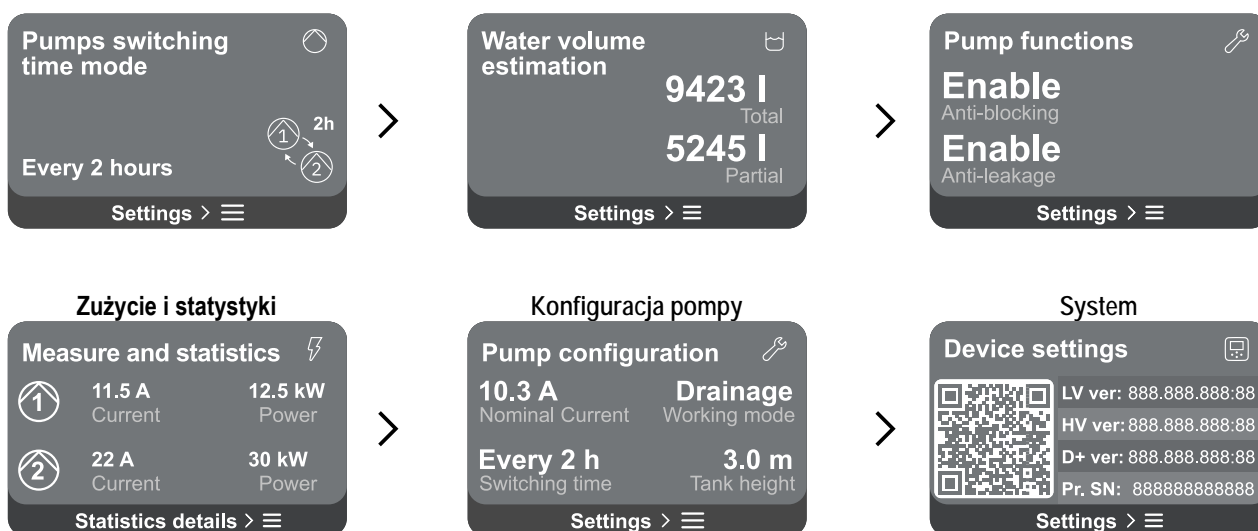 Pumps switching
time mode
1
2h
2
Every 2 hours
Settings >
Water volume
estimation
9423 l
Total
5245 l
Partial
Settings >
Pump functions
Enable
Anti-blocking
Enable
Anti-leakage
Settings >
Zużycie i statystyki
Measure and statistics
1
11.5 A
12.5 kW
Current
Power
2
22 A
30 kW
Current
Power
Statistics details >
Konfiguracja pompy
Pump configuration
10.3 A
Drainage
Nominal Current
Working mode
Every 2 h
3.0 m
Switching time
Tank height
Settings >
System
Device settings
LV ver: 888.888.888:88
HV ver: 888.888.888:88
D+ ver: 888.888.888:88
Pr. SN: 888888888888
Settings >